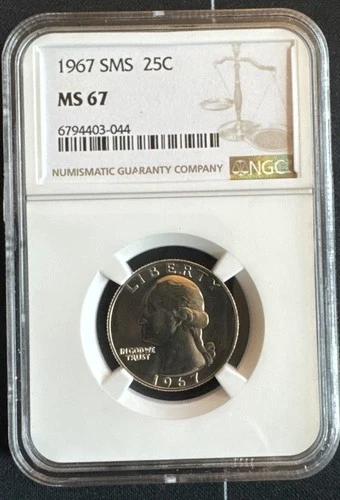 1967 SMS 25C
MS 67
6794403-044
NUMISMATIC GUARANTY COMPANY
NGC
LIBERTY
IN GOD WE
TRUST
1967